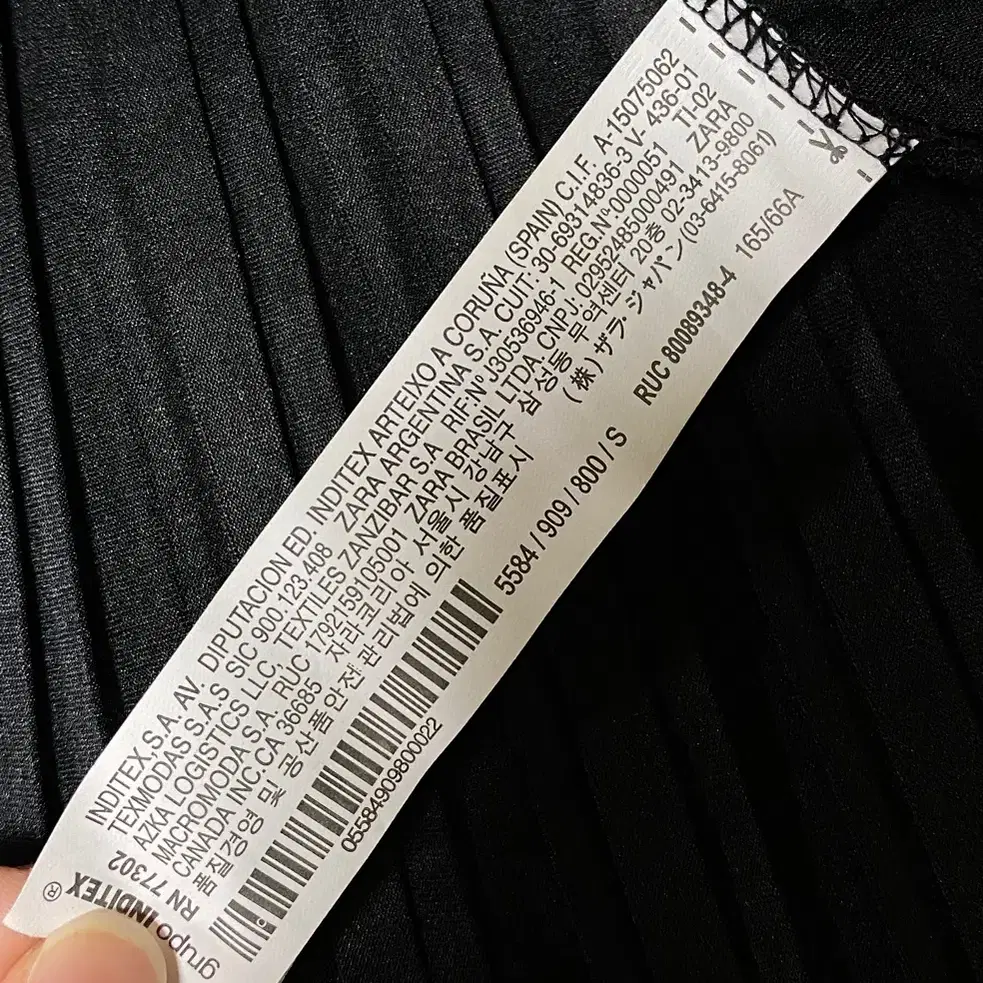 grupo INDITEX ®
RN 77302
INDITEX,S.A. AV. DIPUTACION ED. INDITEX ARTEIXO A CORUÑA (SPAIN) C.I.F. A-15075062
TEXMODAS S.A.S SIC 900.123.408 ZARA ARGENTINA S.A. CUIT: 30-69314836-3 V- 436-01
AZKA LOGISTICS LLC, TEXTILES ZANZIBAR S.A. RIF:Nº J30536946-1 REG.Nº 0000051 TI-02
MACROMODA S.A. RUC 1792159105001 ZARA BRASIL LTDA. CNPJ: 02952485000491 ZARA
CANADA INC. CA 36685 자라코리아 서울시 강남구 삼성동 무역센터 20층 02-3413-9800
품질경영 및 공산품안전관리법에 의한 품질표시 (株) ザラ・ジャパン(03-6415-8061)
05584909800022
5584 / 909 / 800 / S
RUC 80089348-4
165/66A